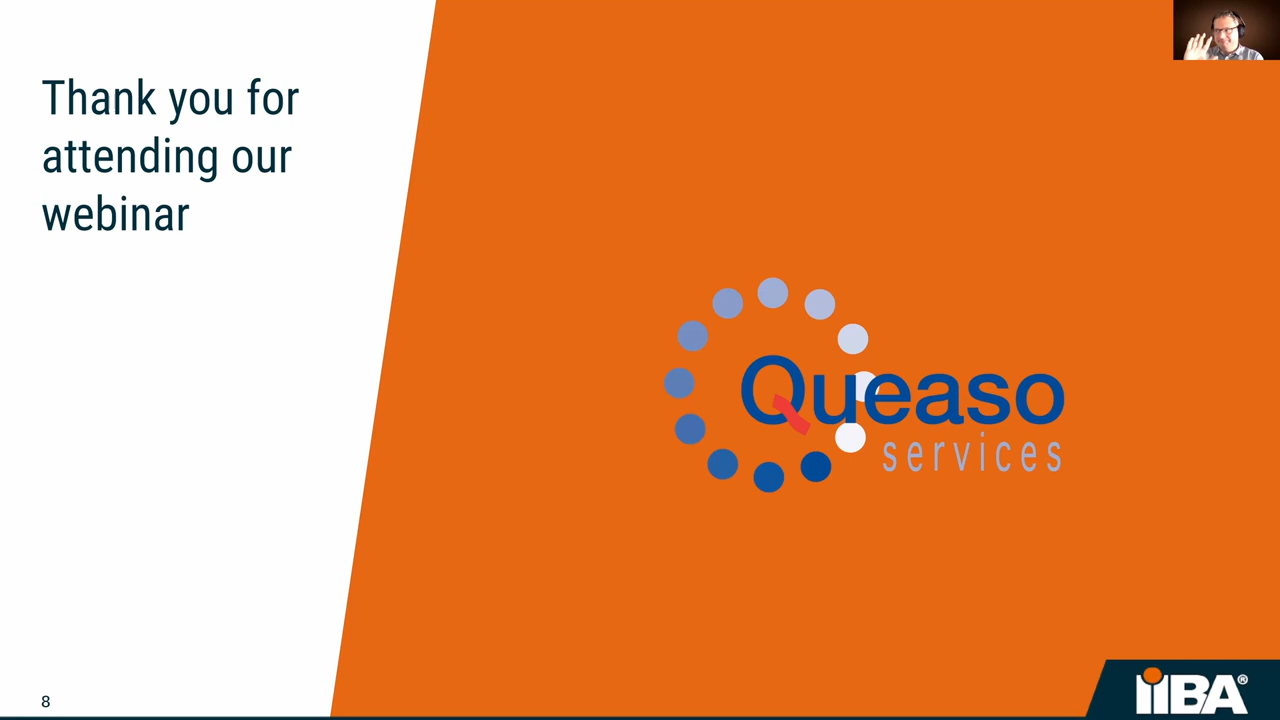 Thank you for
attending our
webinar
Queaso
services
8
iiBA®